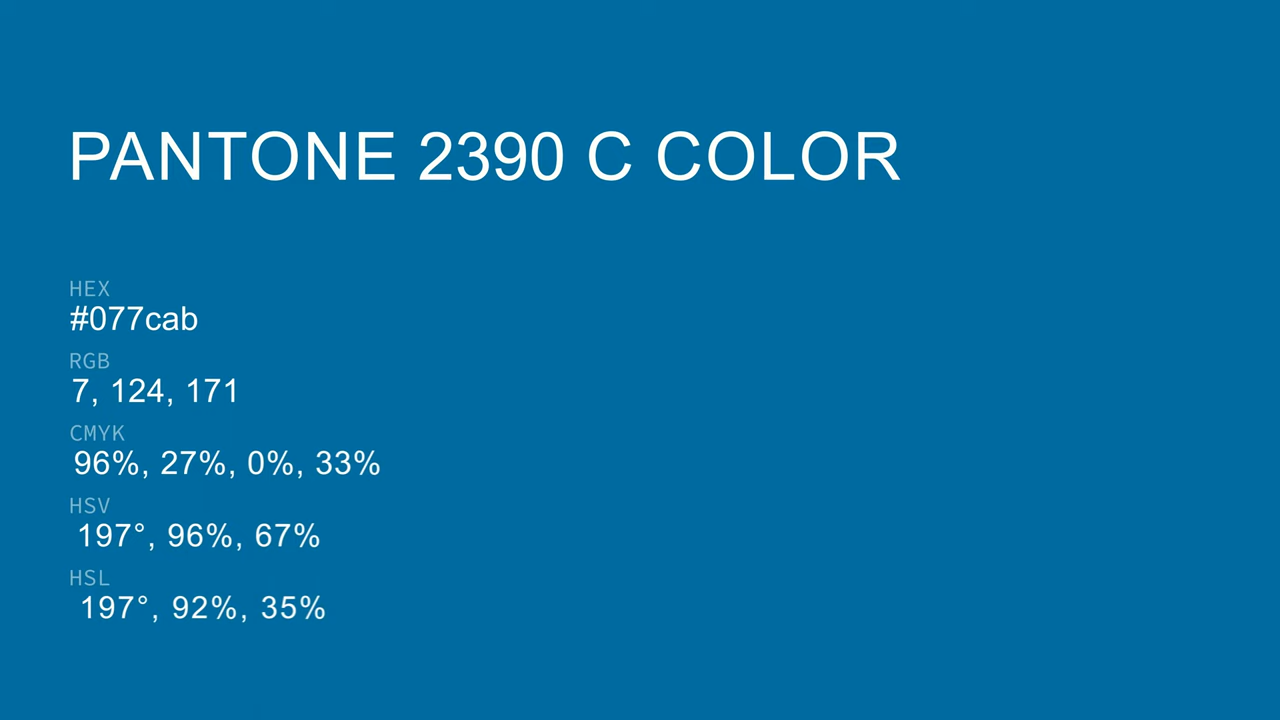 PANTONE 2390 C COLOR
HEX
#077cab
RGB
7, 124, 171
CMYK
96%, 27%, 0%, 33%
HSV
197°, 96%, 67%
HSL
197°, 92%, 35%